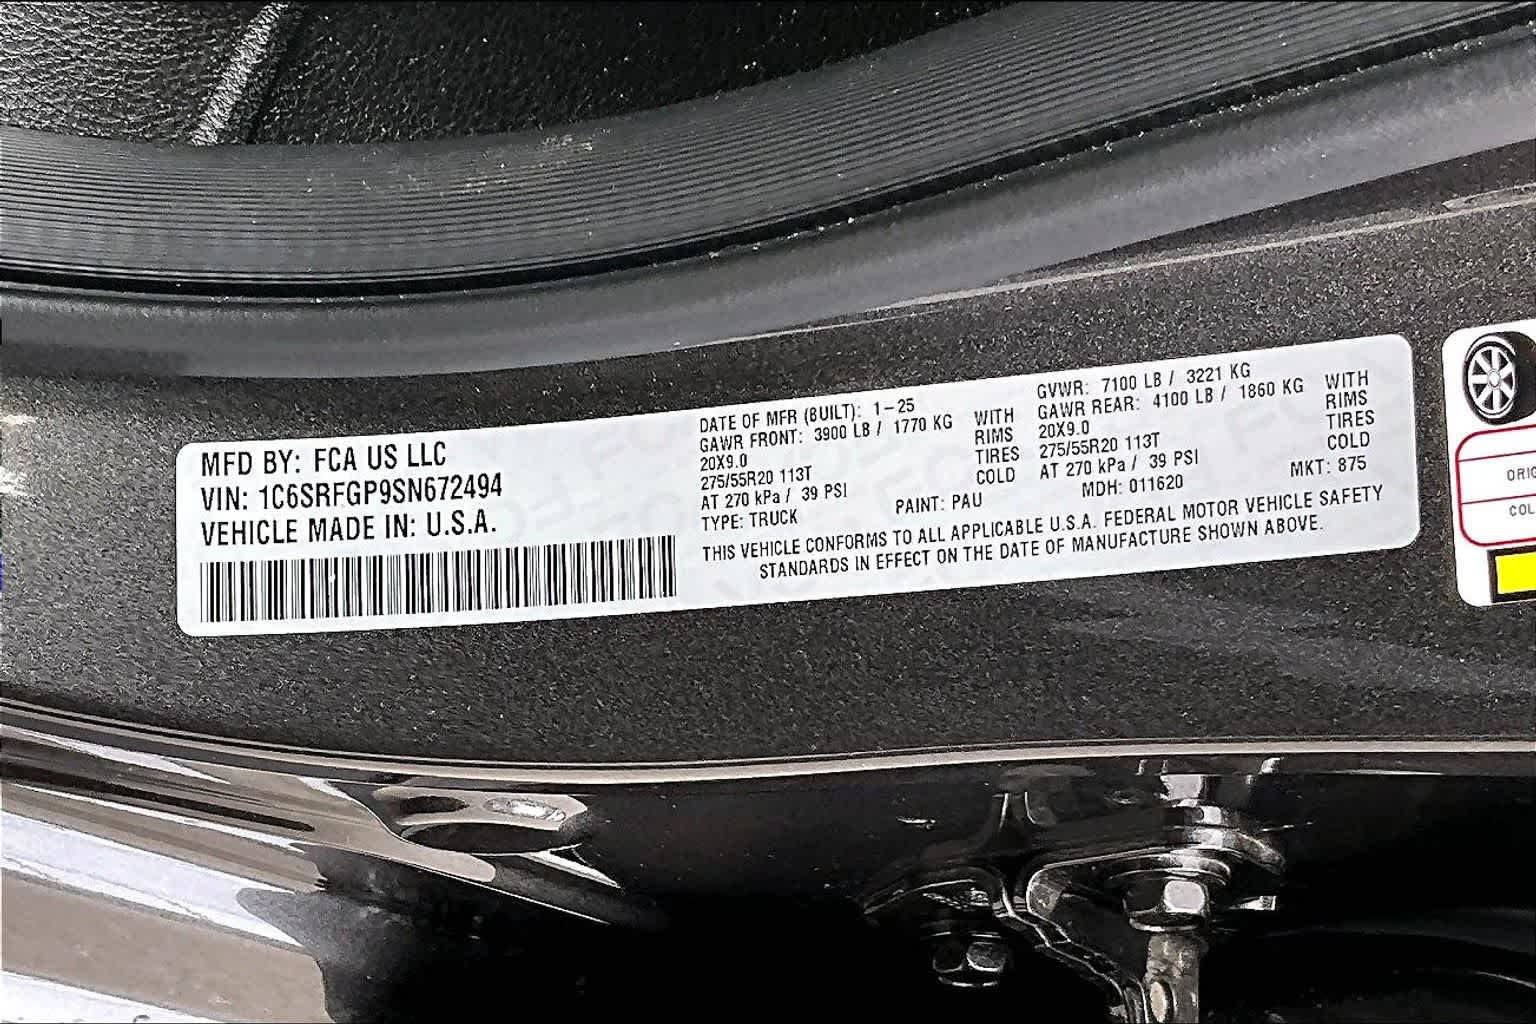 MFD BY: FCA US LLC
VIN: 1C6SRFGP9SN672494
VEHICLE MADE IN: U.S.A.
DATE OF MFR (BUILT): 1-25
GAWR FRONT: 3900 LB / 1770 KG WITH
20X9.0 RIMS
275/55R20 113T TIRES
AT 270 kPa / 39 PSI COLD
TYPE: TRUCK PAINT: PAU
GVWR: 7100 LB / 3221 KG
GAWR REAR: 4100 LB / 1860 KG WITH
20X9.0 RIMS
275/55R20 113T TIRES
AT 270 kPa / 39 PSI COLD
MDH: 011620 MKT: 875
THIS VEHICLE CONFORMS TO ALL APPLICABLE U.S.A. FEDERAL MOTOR VEHICLE SAFETY
STANDARDS IN EFFECT ON THE DATE OF MANUFACTURE SHOWN ABOVE.
ORIG
COL